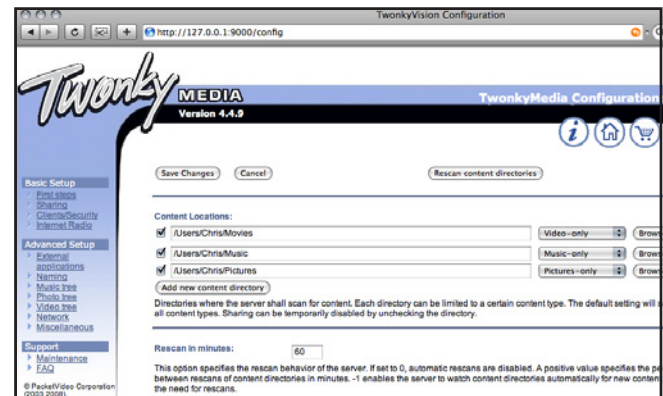 TwonkyVision Configuration
http://127.0.0.1:9000/config
Twonky
MEDIA
Version 4.4.9
TwonkyMedia Configuration
Save Changes
Cancel
Rescan content directories
Basic Setup
First steps
Sharing
Clients/Security
Internet Radio
Advanced Setup
External
applications
Naming
Music tree
Photo tree
Video tree
Network
Miscellaneous
Support
Maintenance
FAQ
© PacketVideo Corporation
(2003,2008).
Content Locations:
/Users/Chris/Movies
Video-only
Brows
/Users/Chris/Music
Music-only
Brows
/Users/Chris/Pictures
Pictures-only
Brows
Add new content directory
Directories where the server shall scan for content. Each directory can be limited to a certain content type. The default setting will
all content types. Sharing can be temporarily disabled by unchecking the directory.
Rescan in minutes:
60
This option specifies the rescan behavior of the server. If set to 0, automatic rescans are disabled. A positive value specifies the
between rescans of content directories in minutes. -1 enables the server to watch content directories automatically for new
the need for rescans.